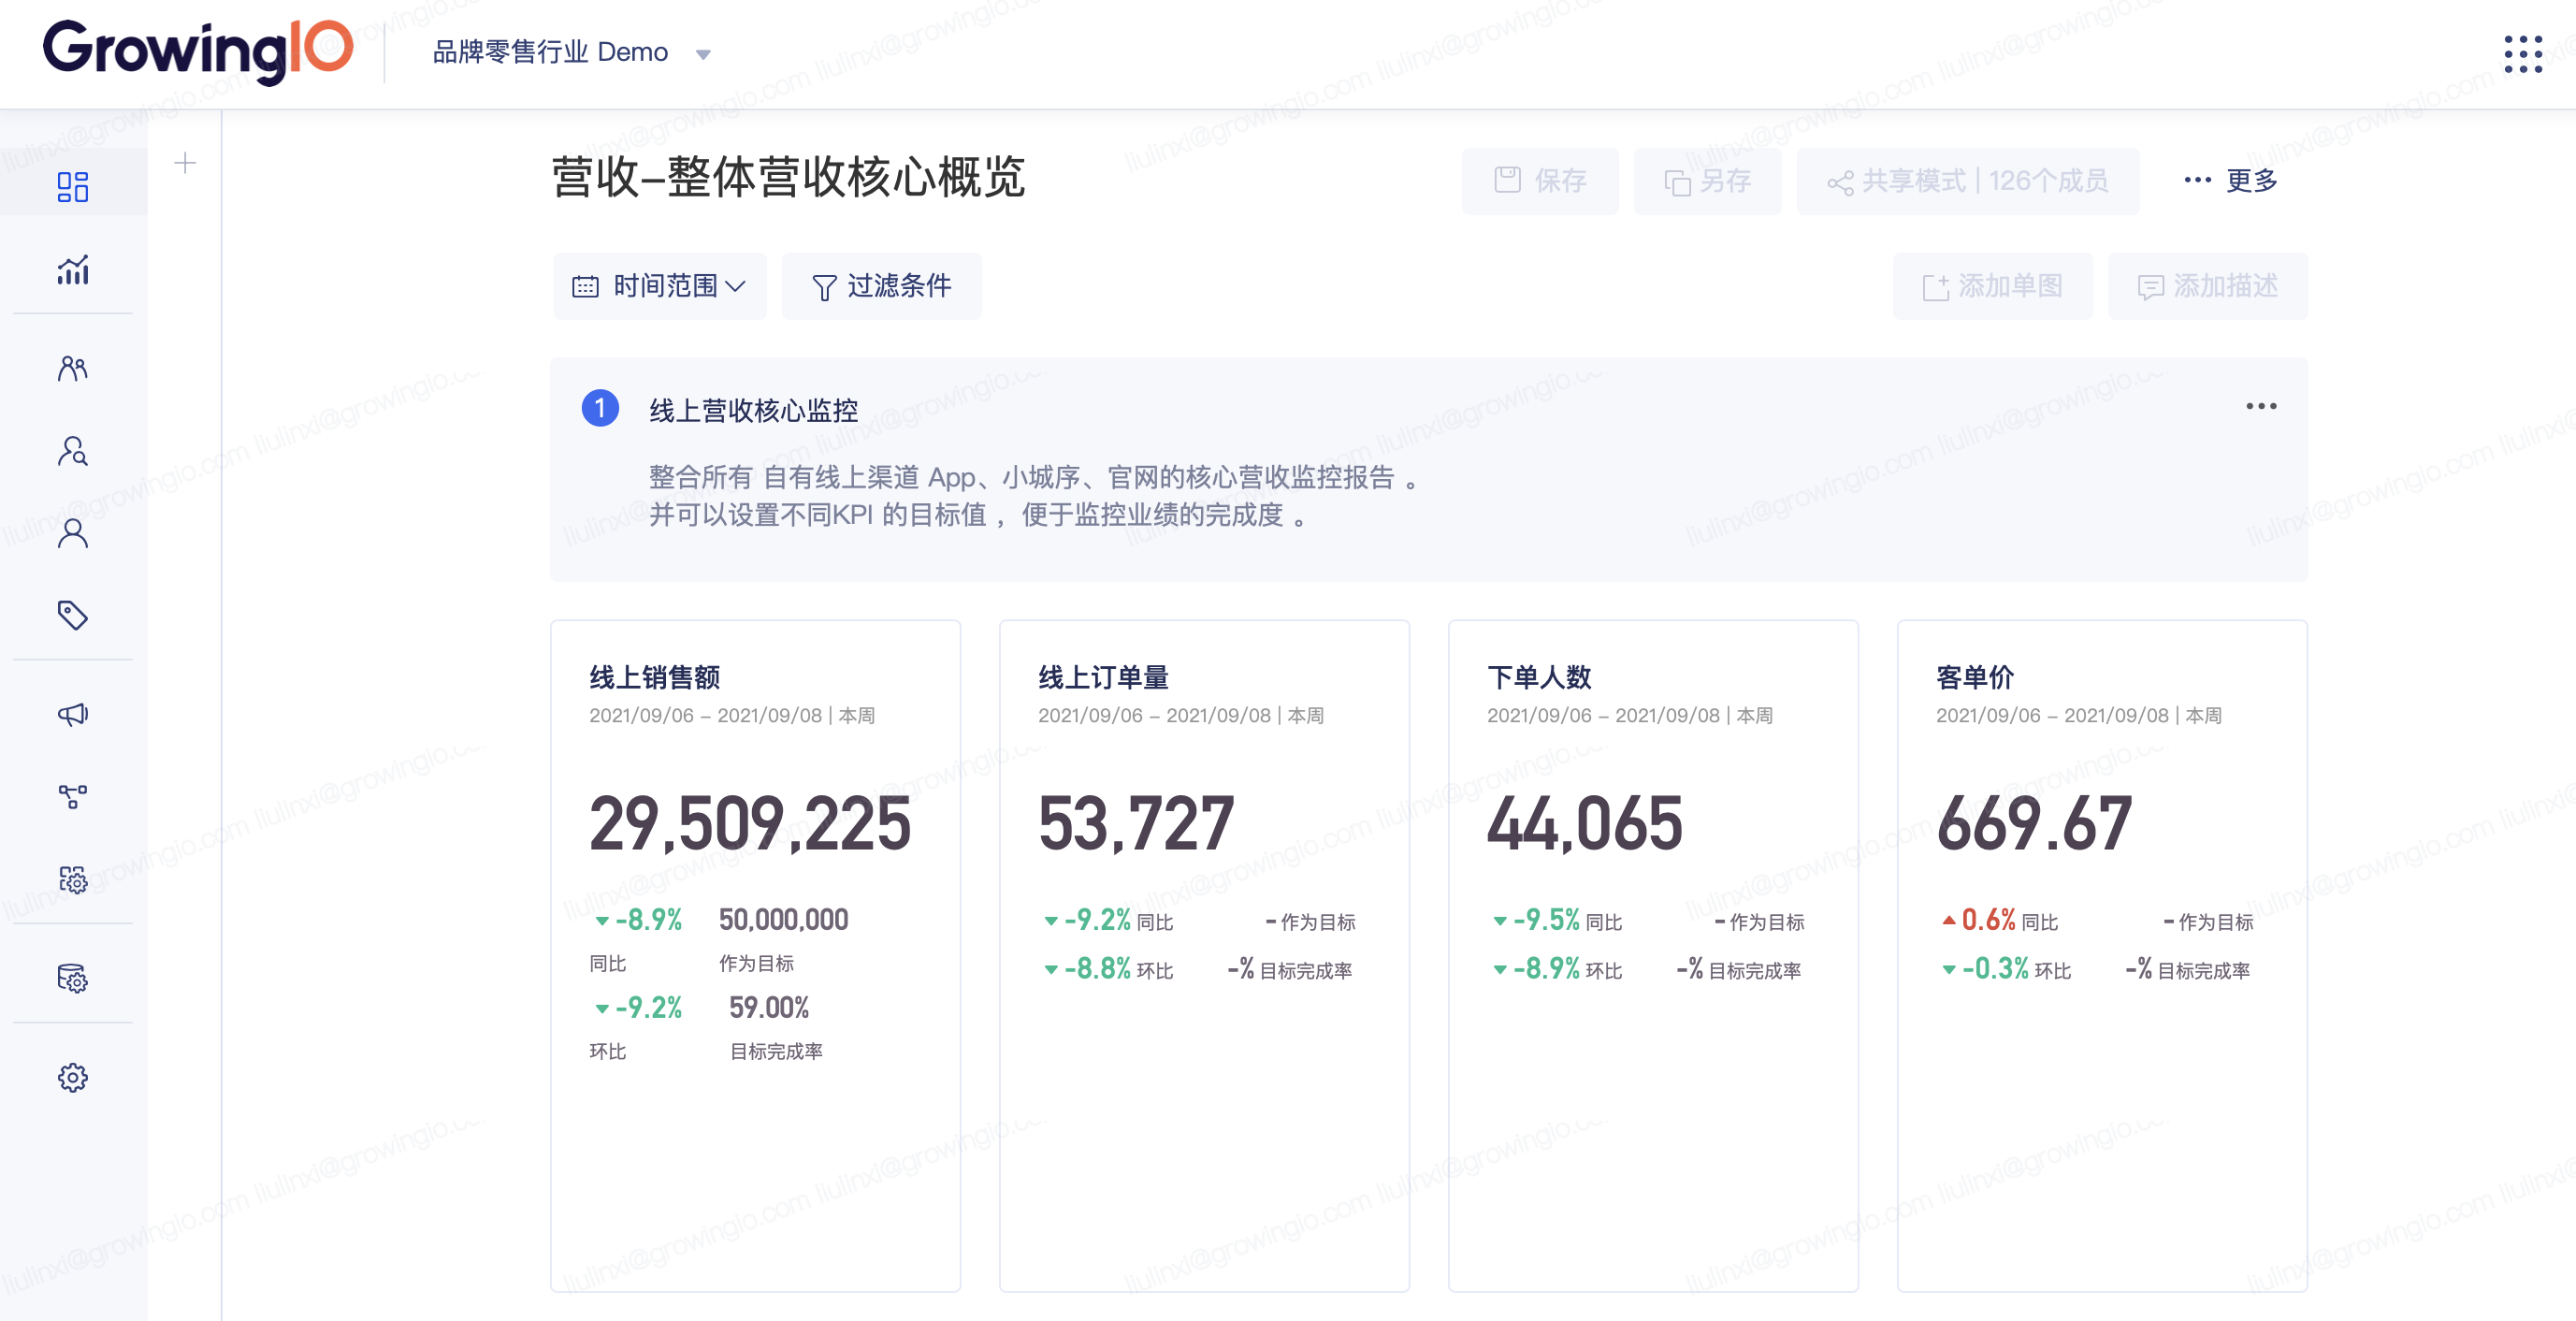 GrowingIO
品牌零售行业 Demo
营收-整体营收核心概览
保存
另存
共享模式 | 126个成员
更多
时间范围
过滤条件
添加单图
添加描述
1 线上营收核心监控
整合所有 自有线上渠道 App、小城序、官网的核心营收监控报告 。
并可以设置不同KPI 的目标值 ，便于监控业绩的完成度 。
线上销售额
2021/09/06 - 2021/09/08 | 本周
29,509,225
-8.9% 50,000,000
同比 作为目标
-9.2% 59.00%
环比 目标完成率
线上订单量
2021/09/06 - 2021/09/08 | 本周
53,727
-9.2% 同比 - 作为目标
-8.8% 环比 -% 目标完成率
下单人数
2021/09/06 - 2021/09/08 | 本周
44,065
-9.5% 同比 - 作为目标
-8.9% 环比 -% 目标完成率
客单价
2021/09/06 - 2021/09/08 | 本周
669.67
0.6% 同比 - 作为目标
-0.3% 环比 -% 目标完成率
liulinxi@growingio.com